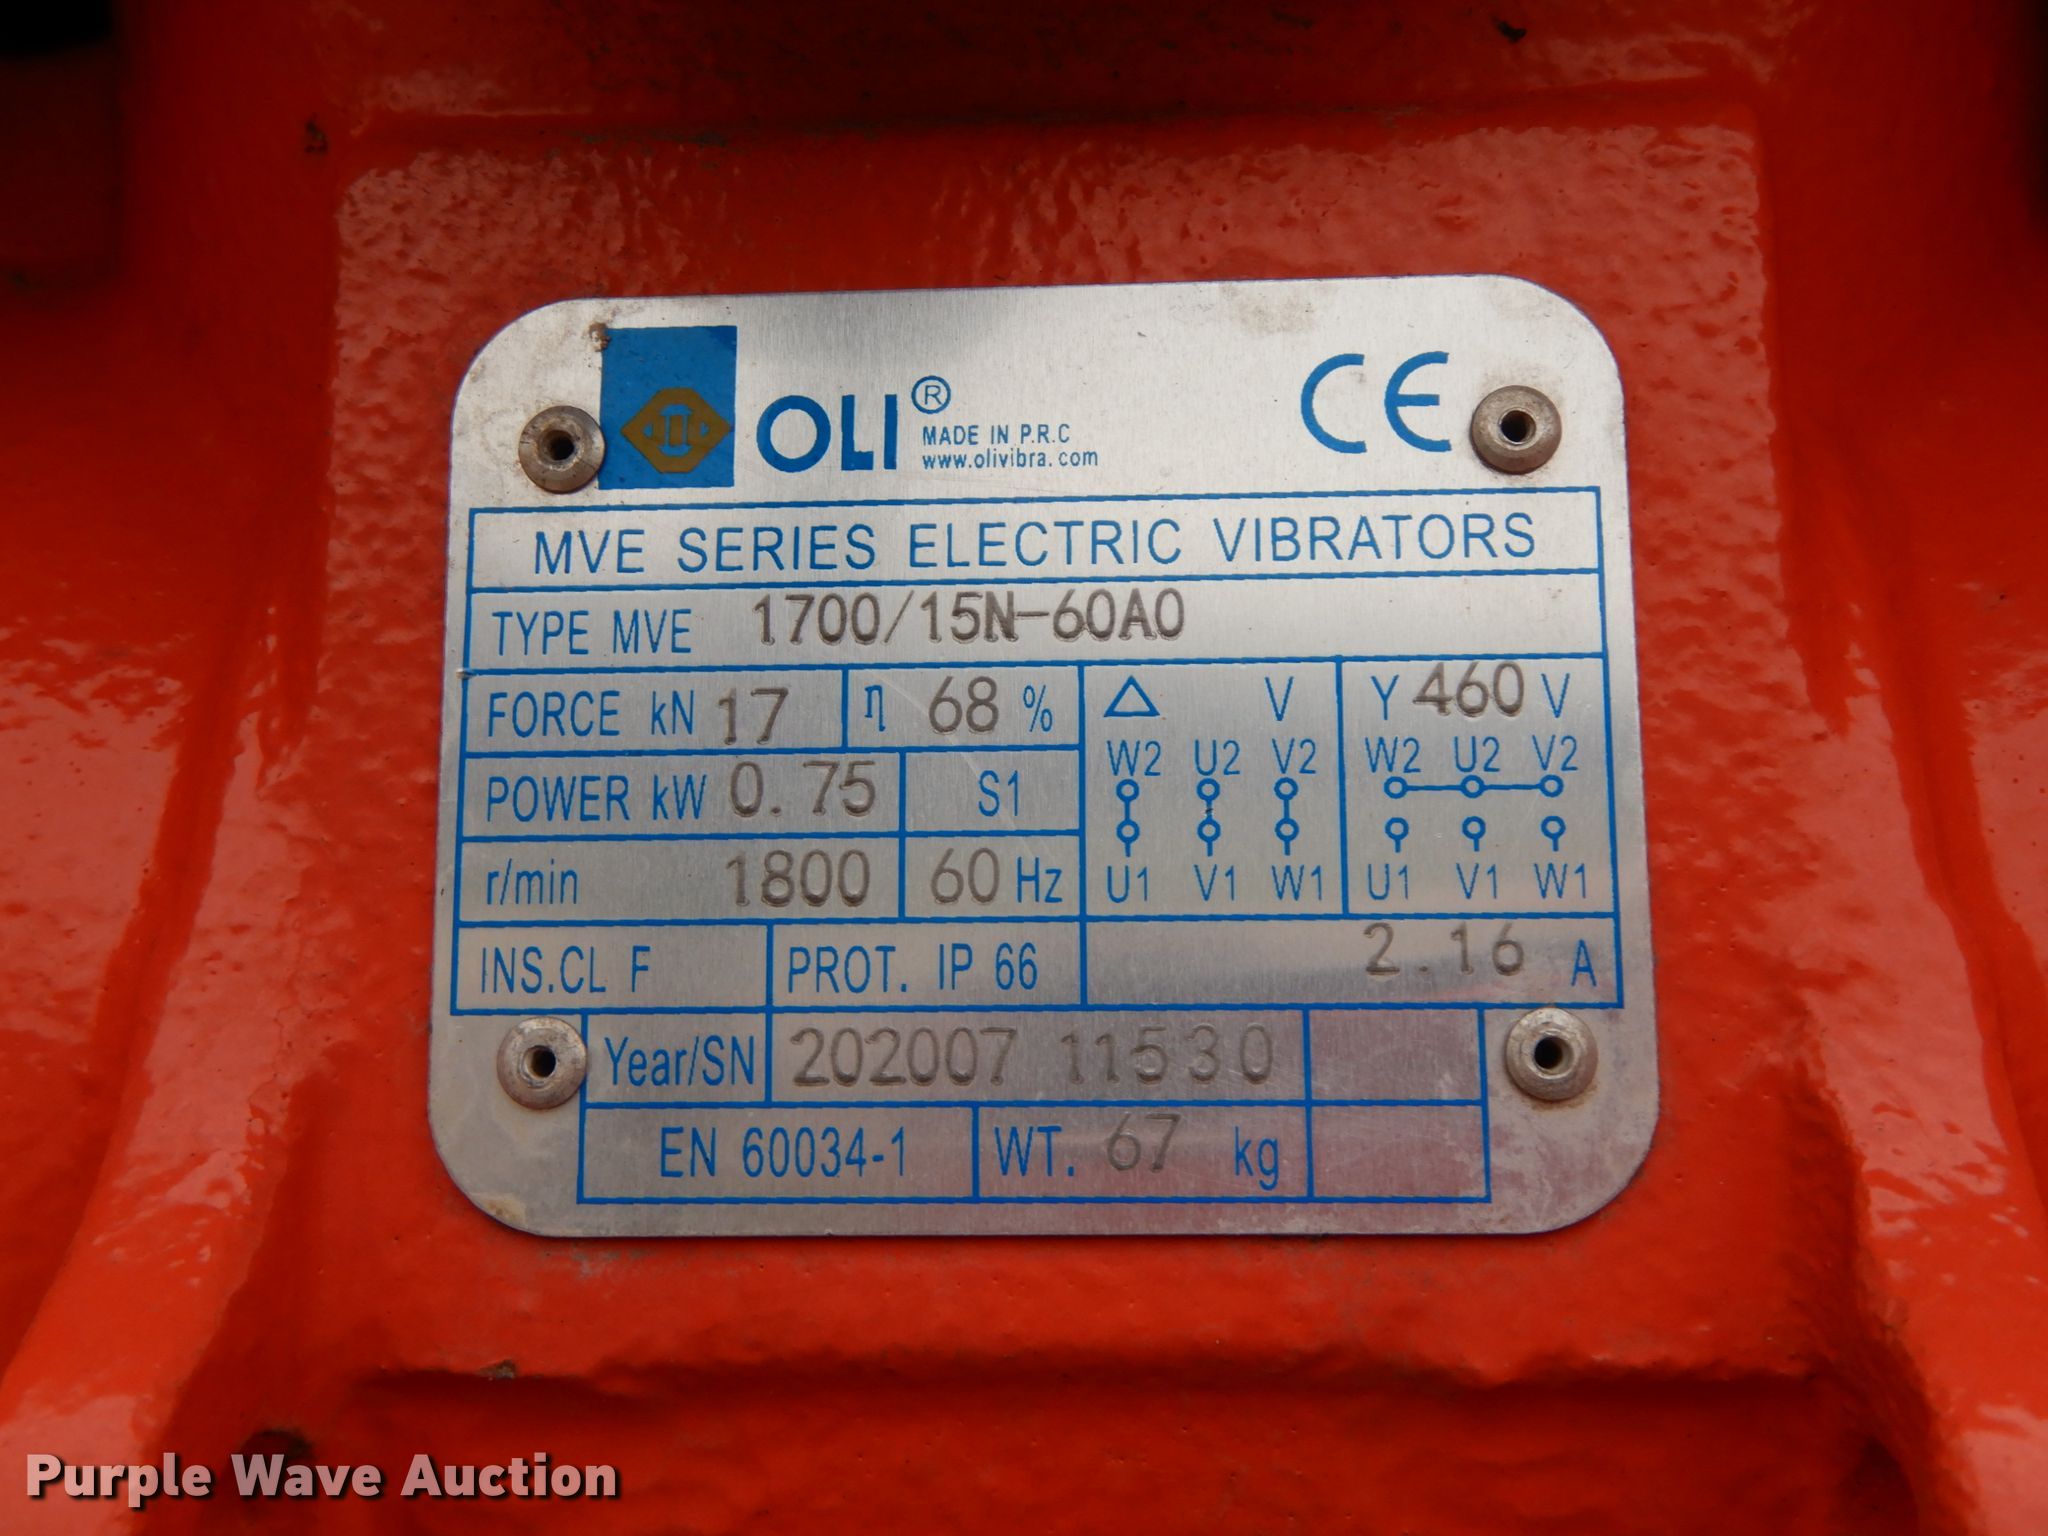 OLI®
MADE IN P.R.C
www.olivibra.com
CE
MVE SERIES ELECTRIC VIBRATORS
TYPE MVE 1700/15N-60A0
FORCE kN 17 η 68 % △ V Y 460 V
W2 U2 V2 W2 U2 V2
POWER kW 0.75 S1
r/min 1800 60 Hz U1 V1 W1 U1 V1 W1
INS.CL F PROT. IP 66 2.16 A
Year/SN 202007 11530
EN 60034-1 WT. 67 kg
Purple Wave Auction